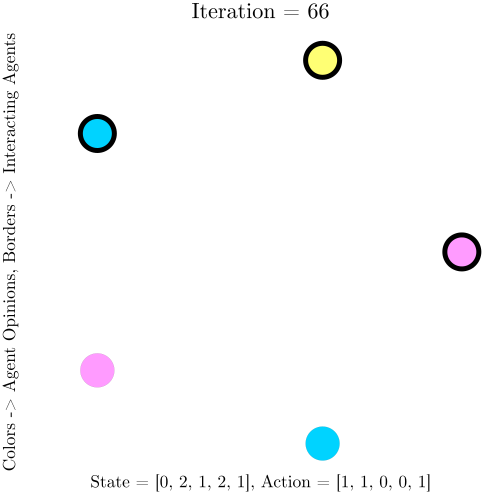 Iteration = 66
Colors -> Agent Opinions, Borders -> Interacting Agents
State = [0, 2, 1, 2, 1], Action = [1, 1, 0, 0, 1]